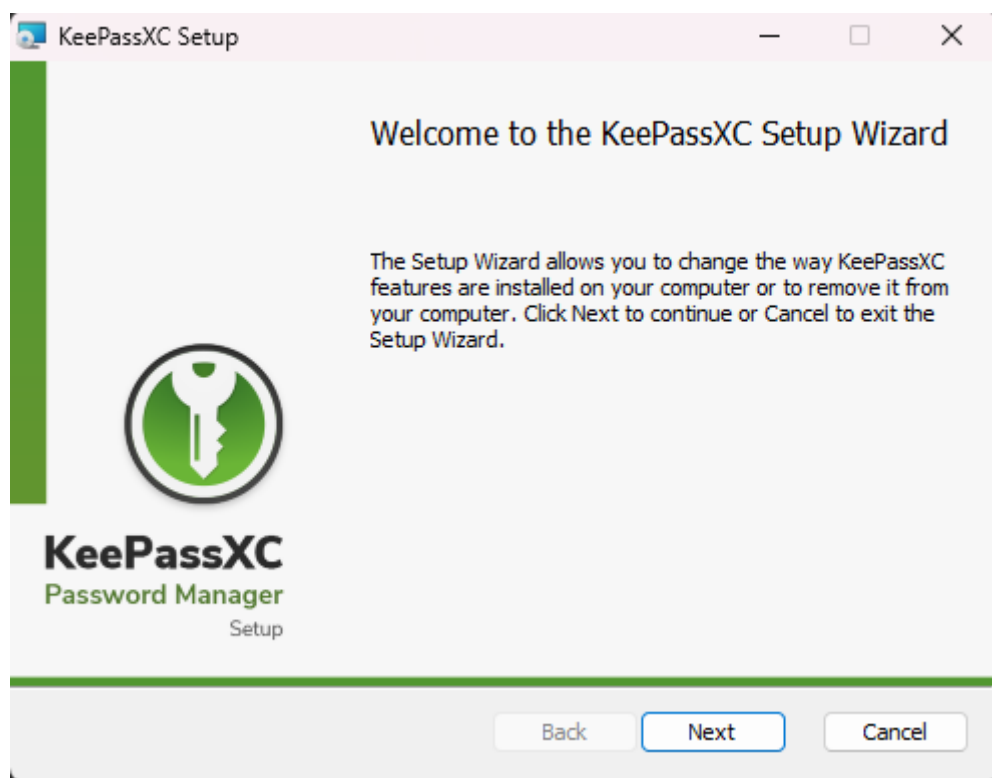 KeePassXC Setup
Welcome to the KeePassXC Setup Wizard
The Setup Wizard allows you to change the way KeePassXC
features are installed on your computer or to remove it from
your computer. Click Next to continue or Cancel to exit the
Setup Wizard.
KeePassXC
Password Manager
Setup
Back
Next
Cancel